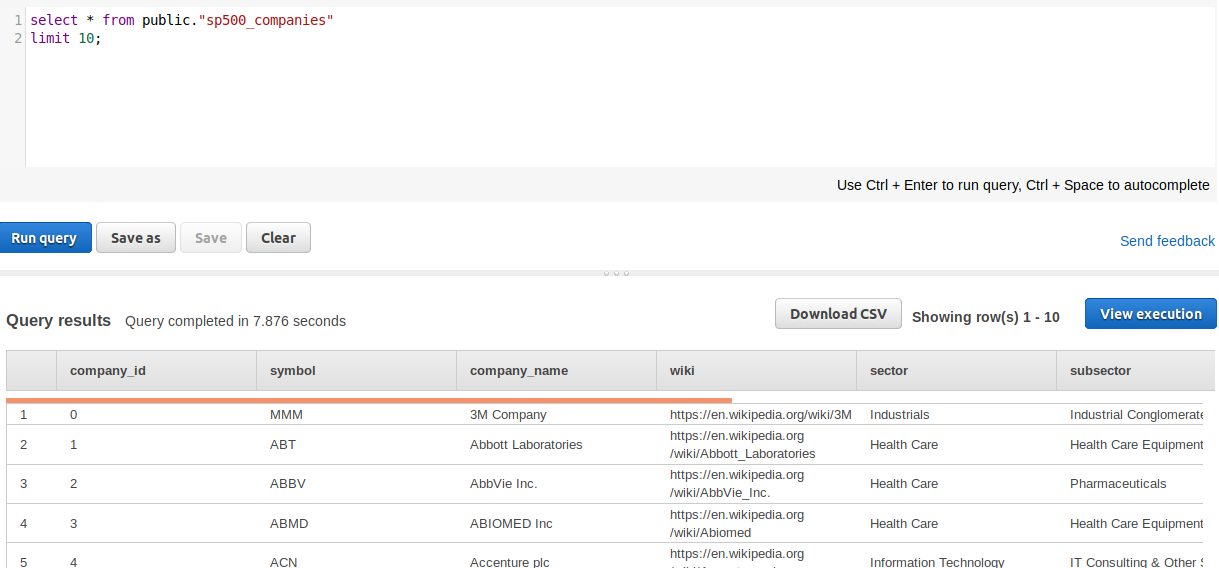 1 select * from public."sp500_companies"
2 limit 10;
Use Ctrl + Enter to run query, Ctrl + Space to autocomplete
Run query Save as Save Clear Send feedback
Query results Query completed in 7.876 seconds Download CSV Showing row(s) 1 - 10 View execution
company_id symbol company_name wiki sector subsector
1 0 MMM 3M Company https://en.wikipedia.org/wiki/3M Industrials Industrial Conglomerate
2 1 ABT Abbott Laboratories https://en.wikipedia.org Health Care Health Care Equipment
/wiki/Abbott_Laboratories
3 2 ABBV AbbVie Inc. https://en.wikipedia.org Health Care Pharmaceuticals
/wiki/AbbVie_Inc.
4 3 ABMD ABIOMED Inc https://en.wikipedia.org Health Care Health Care Equipment
/wiki/Abiomed
5 4 ACN Accenture plc https://en.wikipedia.org Information Technology IT Consulting & Other S